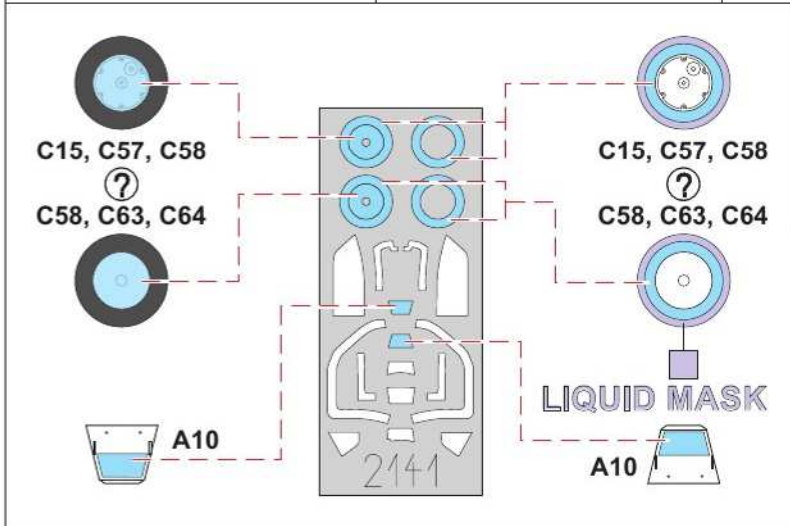 C15, C57, C58
?
C58, C63, C64
A10
2141
C15, C57, C58
?
C58, C63, C64
LIQUID MASK
A10